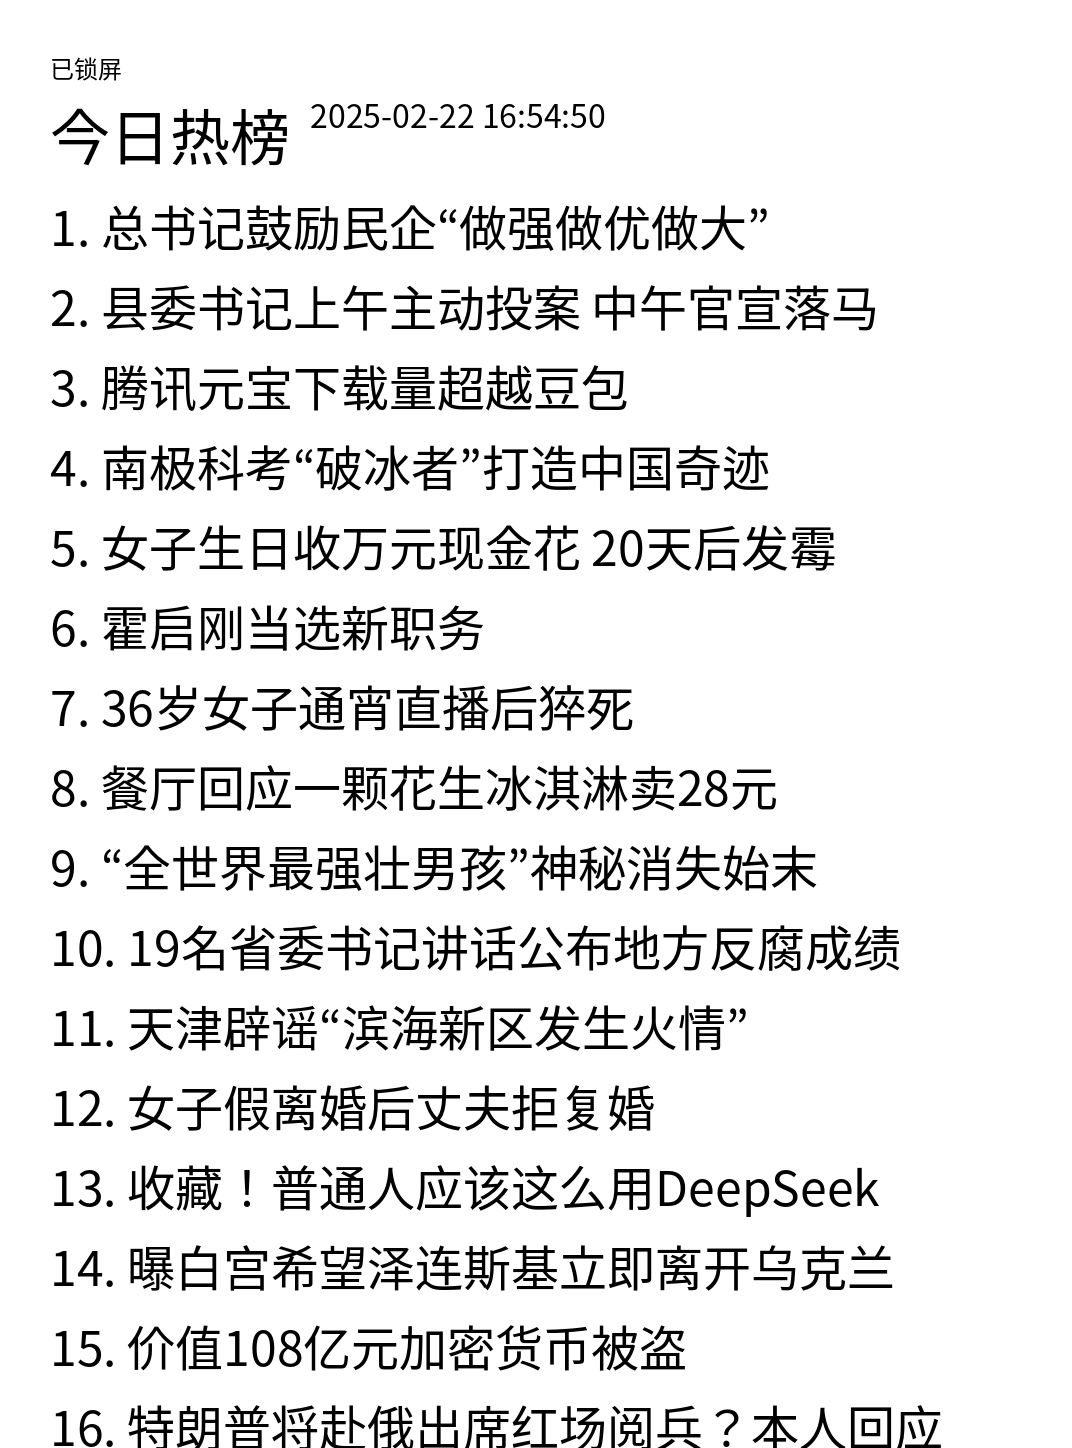 已锁屏
今日热榜 2025-02-22 16:54:50
1. 总书记鼓励民企“做强做优做大”
2. 县委书记上午主动投案 中午官宣落马
3. 腾讯元宝下载量超越豆包
4. 南极科考“破冰者”打造中国奇迹
5. 女子生日收万元现金花 20天后发霉
6. 霍启刚当选新职务
7. 36岁女子通宵直播后猝死
8. 餐厅回应一颗花生冰淇淋卖28元
9. “全世界最强壮男孩”神秘消失始末
10. 19名省委书记讲话公布地方反腐成绩
11. 天津辟谣“滨海新区发生火情”
12. 女子假离婚后丈夫拒复婚
13. 收藏！普通人应该这么用DeepSeek
14. 曝白宫希望泽连斯基立即离开乌克兰
15. 价值108亿元加密货币被盗
16. 特朗普将赴俄出席红场阅兵？本人回应